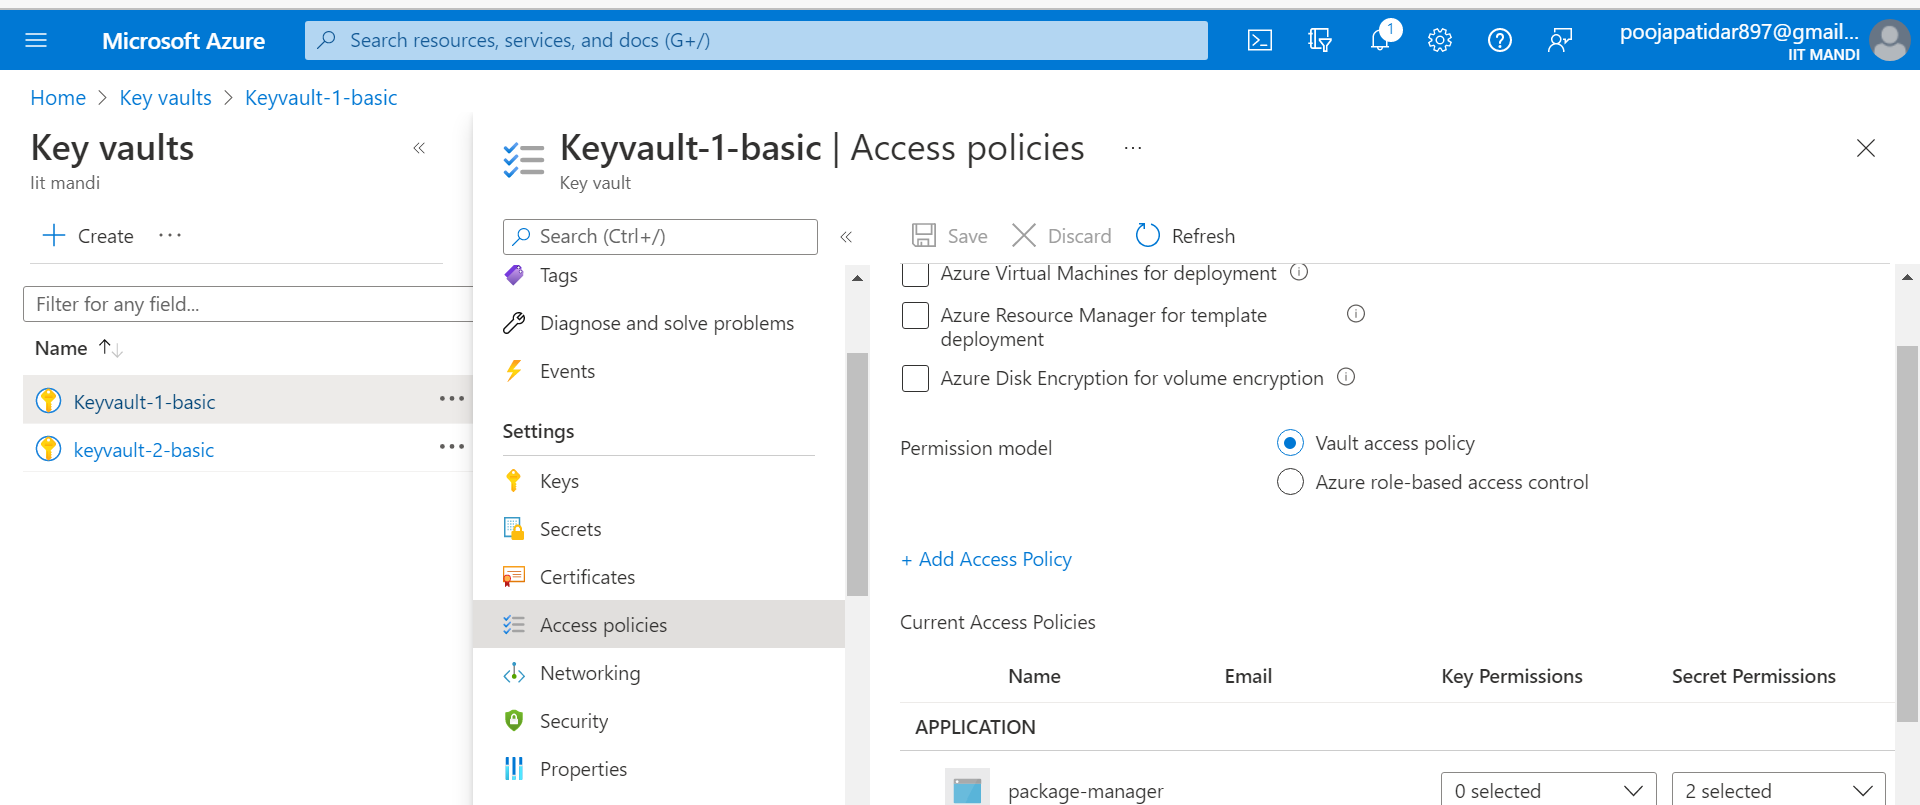 Microsoft Azure
Search resources, services, and docs (G+/)
1
poojapatidar897@gmail...
IIT MANDI
Home > Key vaults > Keyvault-1-basic
Key vaults
Iit mandi
+ Create ...
Filter for any field...
Name ↑↓
Keyvault-1-basic ...
keyvault-2-basic ...
Keyvault-1-basic | Access policies ...
Key vault
Search (Ctrl+/)
Tags
Diagnose and solve problems
Events
Settings
Keys
Secrets
Certificates
Access policies
Networking
Security
Properties
Save Discard Refresh
Azure Virtual Machines for deployment
Azure Resource Manager for template
deployment
Azure Disk Encryption for volume encryption
Permission model
Vault access policy
Azure role-based access control
+ Add Access Policy
Current Access Policies
Name Email Key Permissions Secret Permissions
APPLICATION
package-manager 0 selected 2 selected